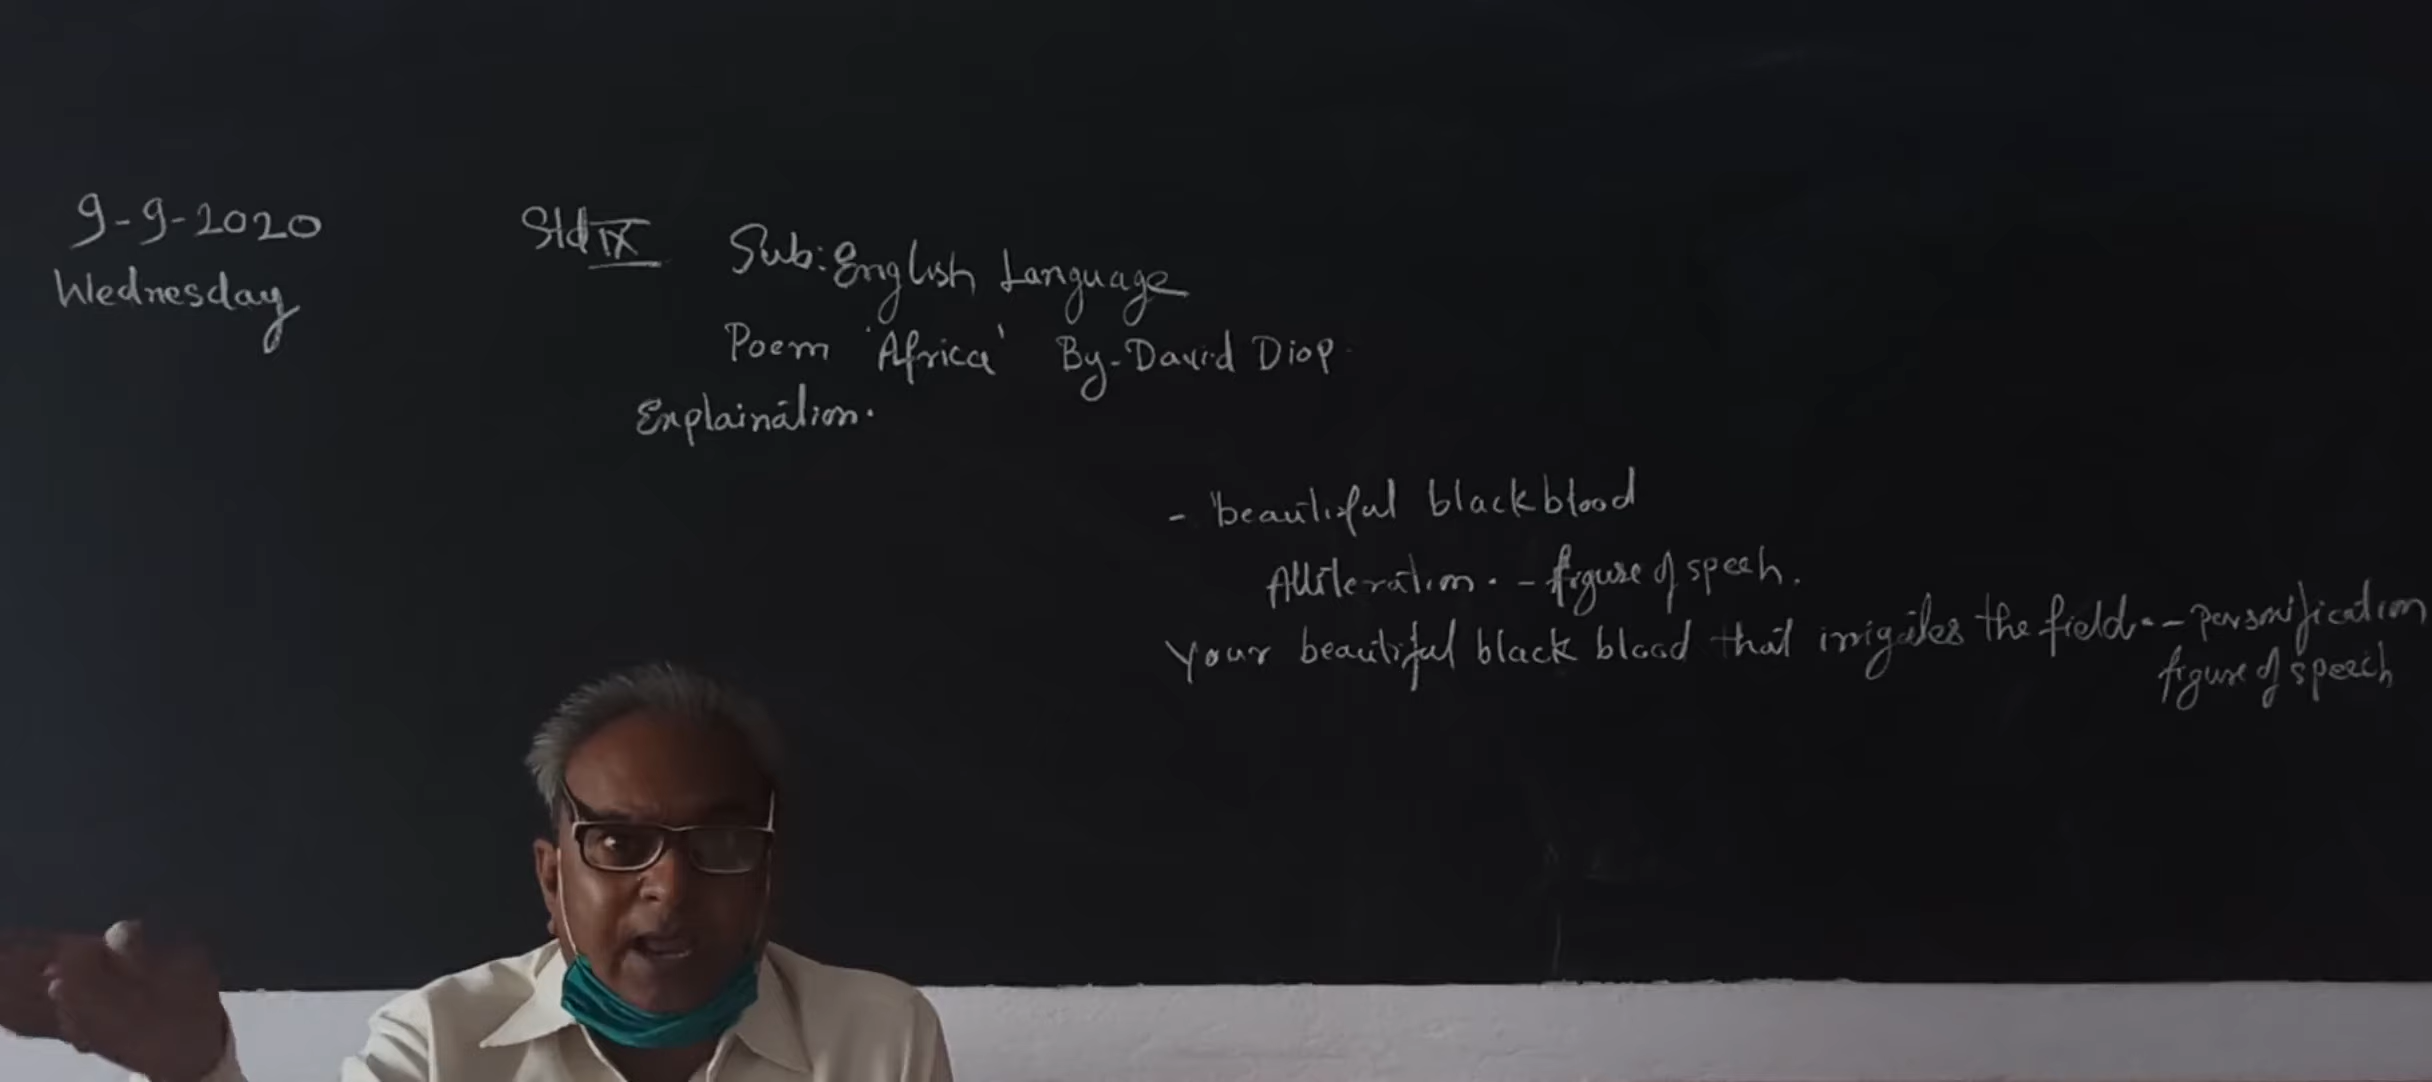 9-9-2020
Wednesday
Std IX
Sub: English Language
Poem 'Africa' By-David Diop
Explaination.
- beautiful black blood
Alliteration. - figure of speech.
Your beautiful black blood that irrigates the field. - personification
figure of speech